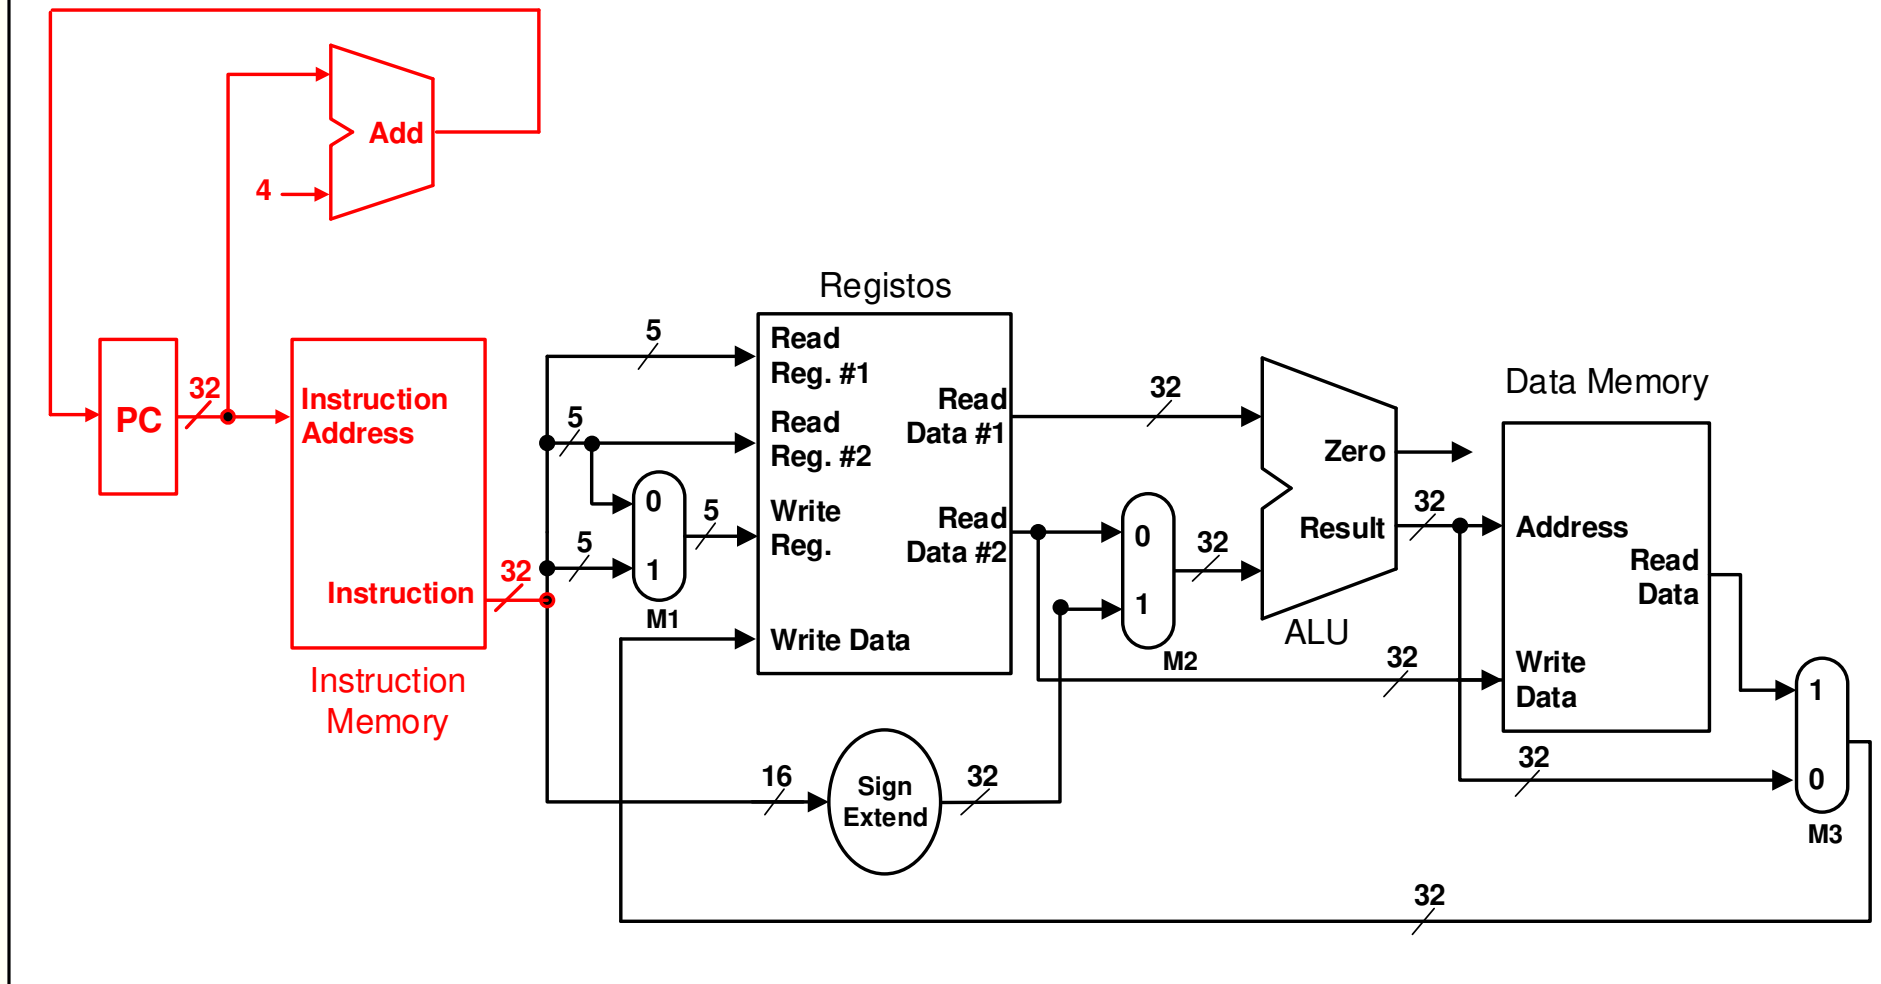 Add
4
PC
32
Instruction
Address
Instruction
32
Instruction
Memory
Registos
5
Read
Reg. #1
5
Read
Reg. #2
0
1
M1
5
5
Write
Reg.
Write Data
Read
Data #1
Read
Data #2
32
0
1
M2
32
16
Sign
Extend
32
Zero
Result
ALU
32
32
Data Memory
Address
Read
Data
Write
Data
32
1
0
M3
32